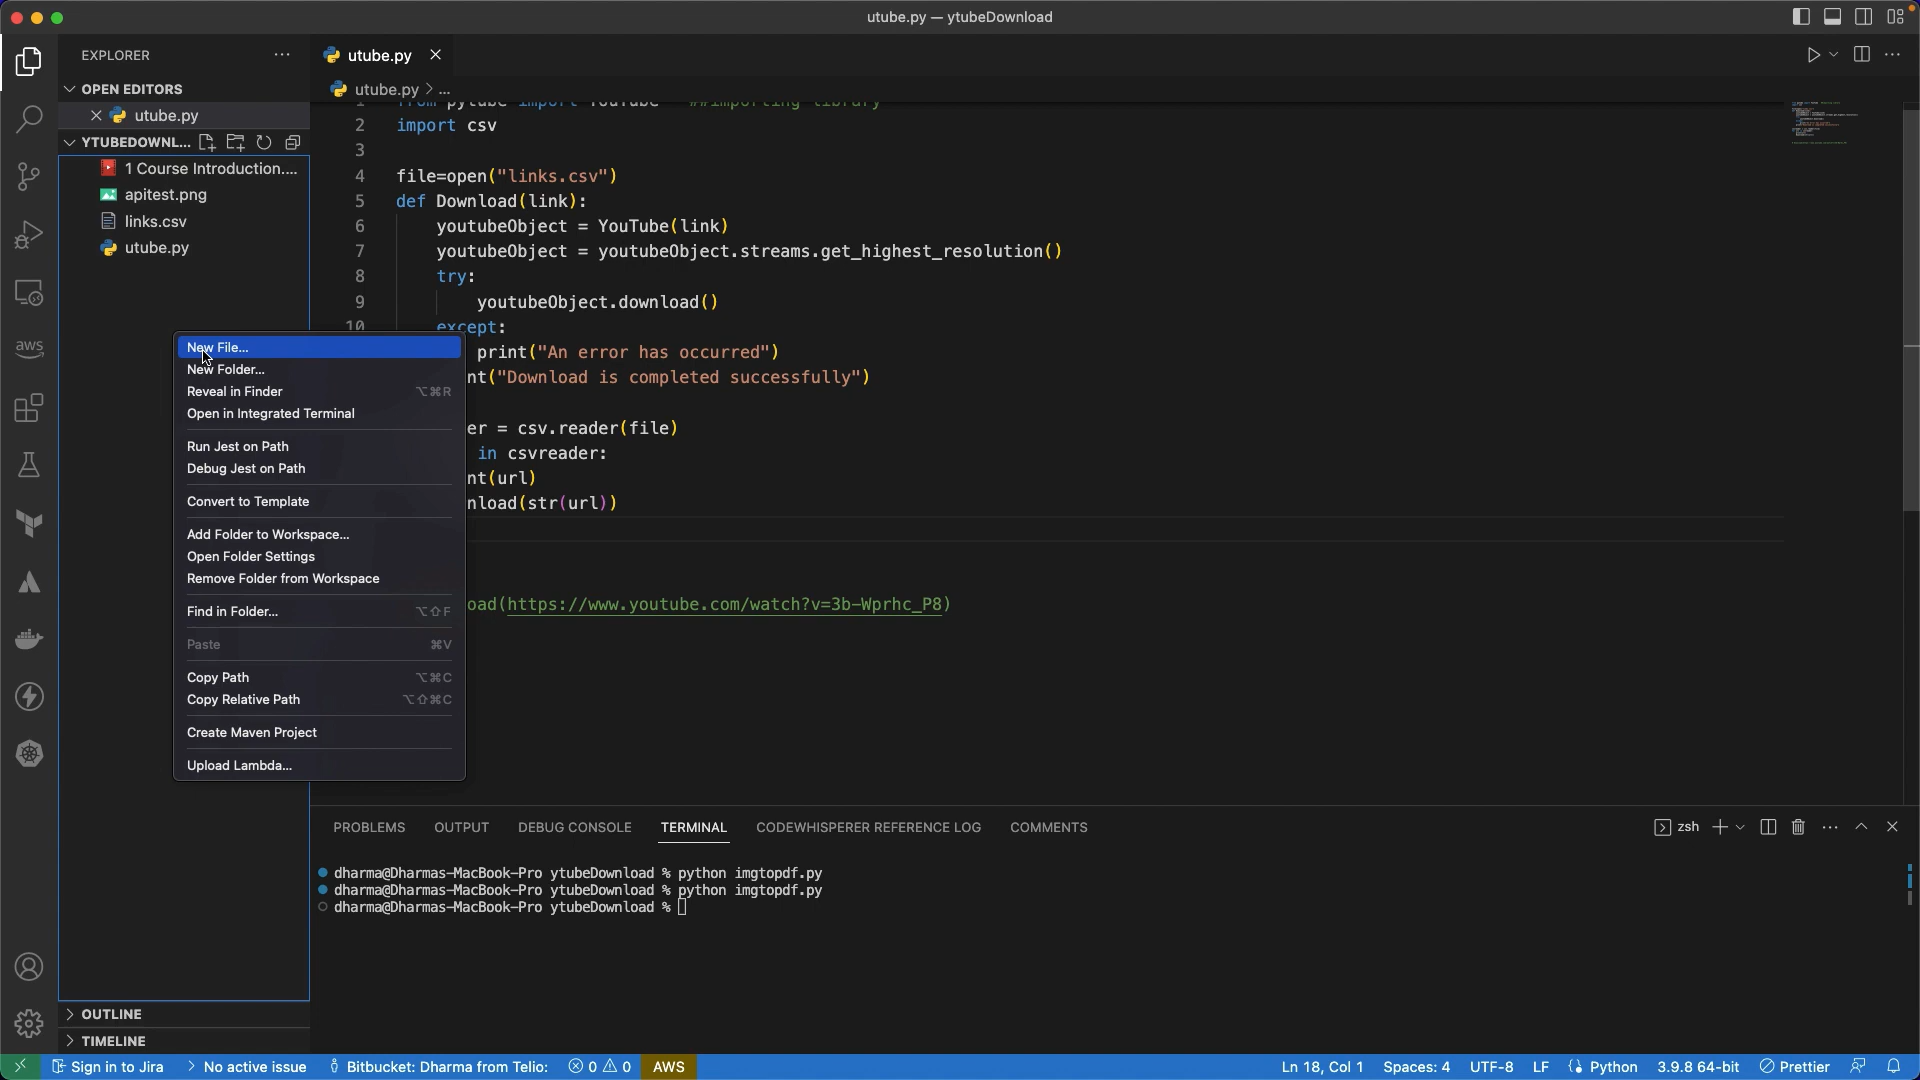 utube.py — ytubeDownload
EXPLORER
OPEN EDITORS
utube.py
YTUBEDOWNL...
1 Course Introduction....
apitest.png
links.csv
utube.py
utube.py
utube.py > ...
1 from pytube import YouTube ##importing library
2 import csv
3
4 file=open("links.csv")
5 def Download(link):
6 youtubeObject = YouTube(link)
7 youtubeObject = youtubeObject.streams.get_highest_resolution()
8 try:
9 youtubeObject.download()
10 except:
print("An error has occurred")
nt("Download is completed successfully")
er = csv.reader(file)
in csvreader:
nt(url)
nload(str(url))
oad(https://www.youtube.com/watch?v=3b-Wprhc_P8)
New File...
New Folder...
Reveal in Finder ⌥⌘R
Open in Integrated Terminal
Run Jest on Path
Debug Jest on Path
Convert to Template
Add Folder to Workspace...
Open Folder Settings
Remove Folder from Workspace
Find in Folder... ⌥⇧F
Paste ⌘V
Copy Path ⌥⌘C
Copy Relative Path ⌥⇧⌘C
Create Maven Project
Upload Lambda...
aws
PROBLEMS OUTPUT DEBUG CONSOLE TERMINAL CODEWHISPERER REFERENCE LOG COMMENTS
zsh
dharma@Dharmas-MacBook-Pro ytubeDownload % python imgtopdf.py
dharma@Dharmas-MacBook-Pro ytubeDownload % python imgtopdf.py
dharma@Dharmas-MacBook-Pro ytubeDownload %
OUTLINE
TIMELINE
Sign in to Jira No active issue Bitbucket: Dharma from Telio: 0 0 AWS Ln 18, Col 1 Spaces: 4 UTF-8 LF Python 3.9.8 64-bit Prettier